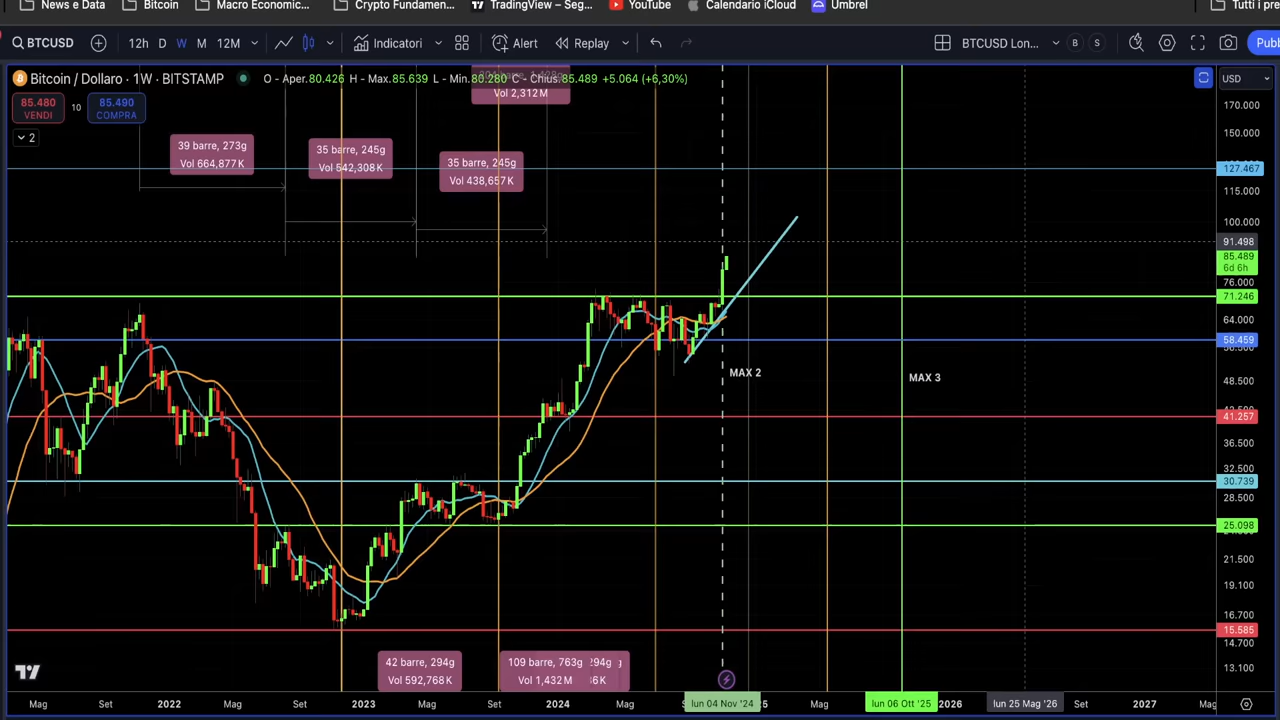 News e Data
Bitcoin
Macro Economic...
Crypto Fundamen...
TradingView – Seg...
YouTube
Calendario iCloud
Umbrel
Tutti i pre
BTCUSD
12h
D
W
M
12M
Indicatori
Alert
Replay
BTCUSD Lon...
B
S
Pubb
Bitcoin / Dollaro · 1W · BITSTAMP
O - Aper.80.426 H - Max.85.639 L - Min.80.280 C - Chius.85.489 +5.064 (+6,30%)
USD
85.480
VENDI
10
85.490
COMPRA
2
Vol 2,312 M
39 barre, 273g
Vol 664,877 K
35 barre, 245g
Vol 542,308 K
35 barre, 245g
Vol 438,657 K
MAX 2
MAX 3
42 barre, 294g
Vol 592,768 K
109 barre, 763g
Vol 1,432 M
294g
170.000
150.000
127.467
115.000
100.000
91.498
85.489
6d 6h
76.000
71.246
64.000
58.459
48.500
41.257
36.500
32.500
30.739
28.500
25.098
21.500
19.100
16.700
15.585
14.700
13.100
Mag
Set
2022
Mag
Set
2023
Mag
Set
2024
Mag
lun 04 Nov '24
Mag
lun 06 Ott '25
2026
lun 25 Mag '26
Set
2027